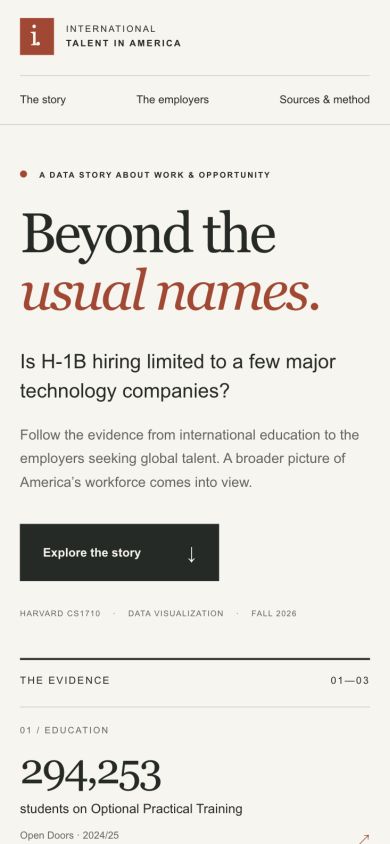 i.
INTERNATIONAL
TALENT IN AMERICA
The story The employers Sources & method
A DATA STORY ABOUT WORK & OPPORTUNITY
Beyond the
usual names.
Is H-1B hiring limited to a few major
technology companies?
Follow the evidence from international education to the
employers seeking global talent. A broader picture of
America’s workforce comes into view.
Explore the story ↓
HARVARD CS1710 · DATA VISUALIZATION · FALL 2026
THE EVIDENCE 01—03
01 / EDUCATION
294,253
students on Optional Practical Training
Open Doors · 2024/25 ↗